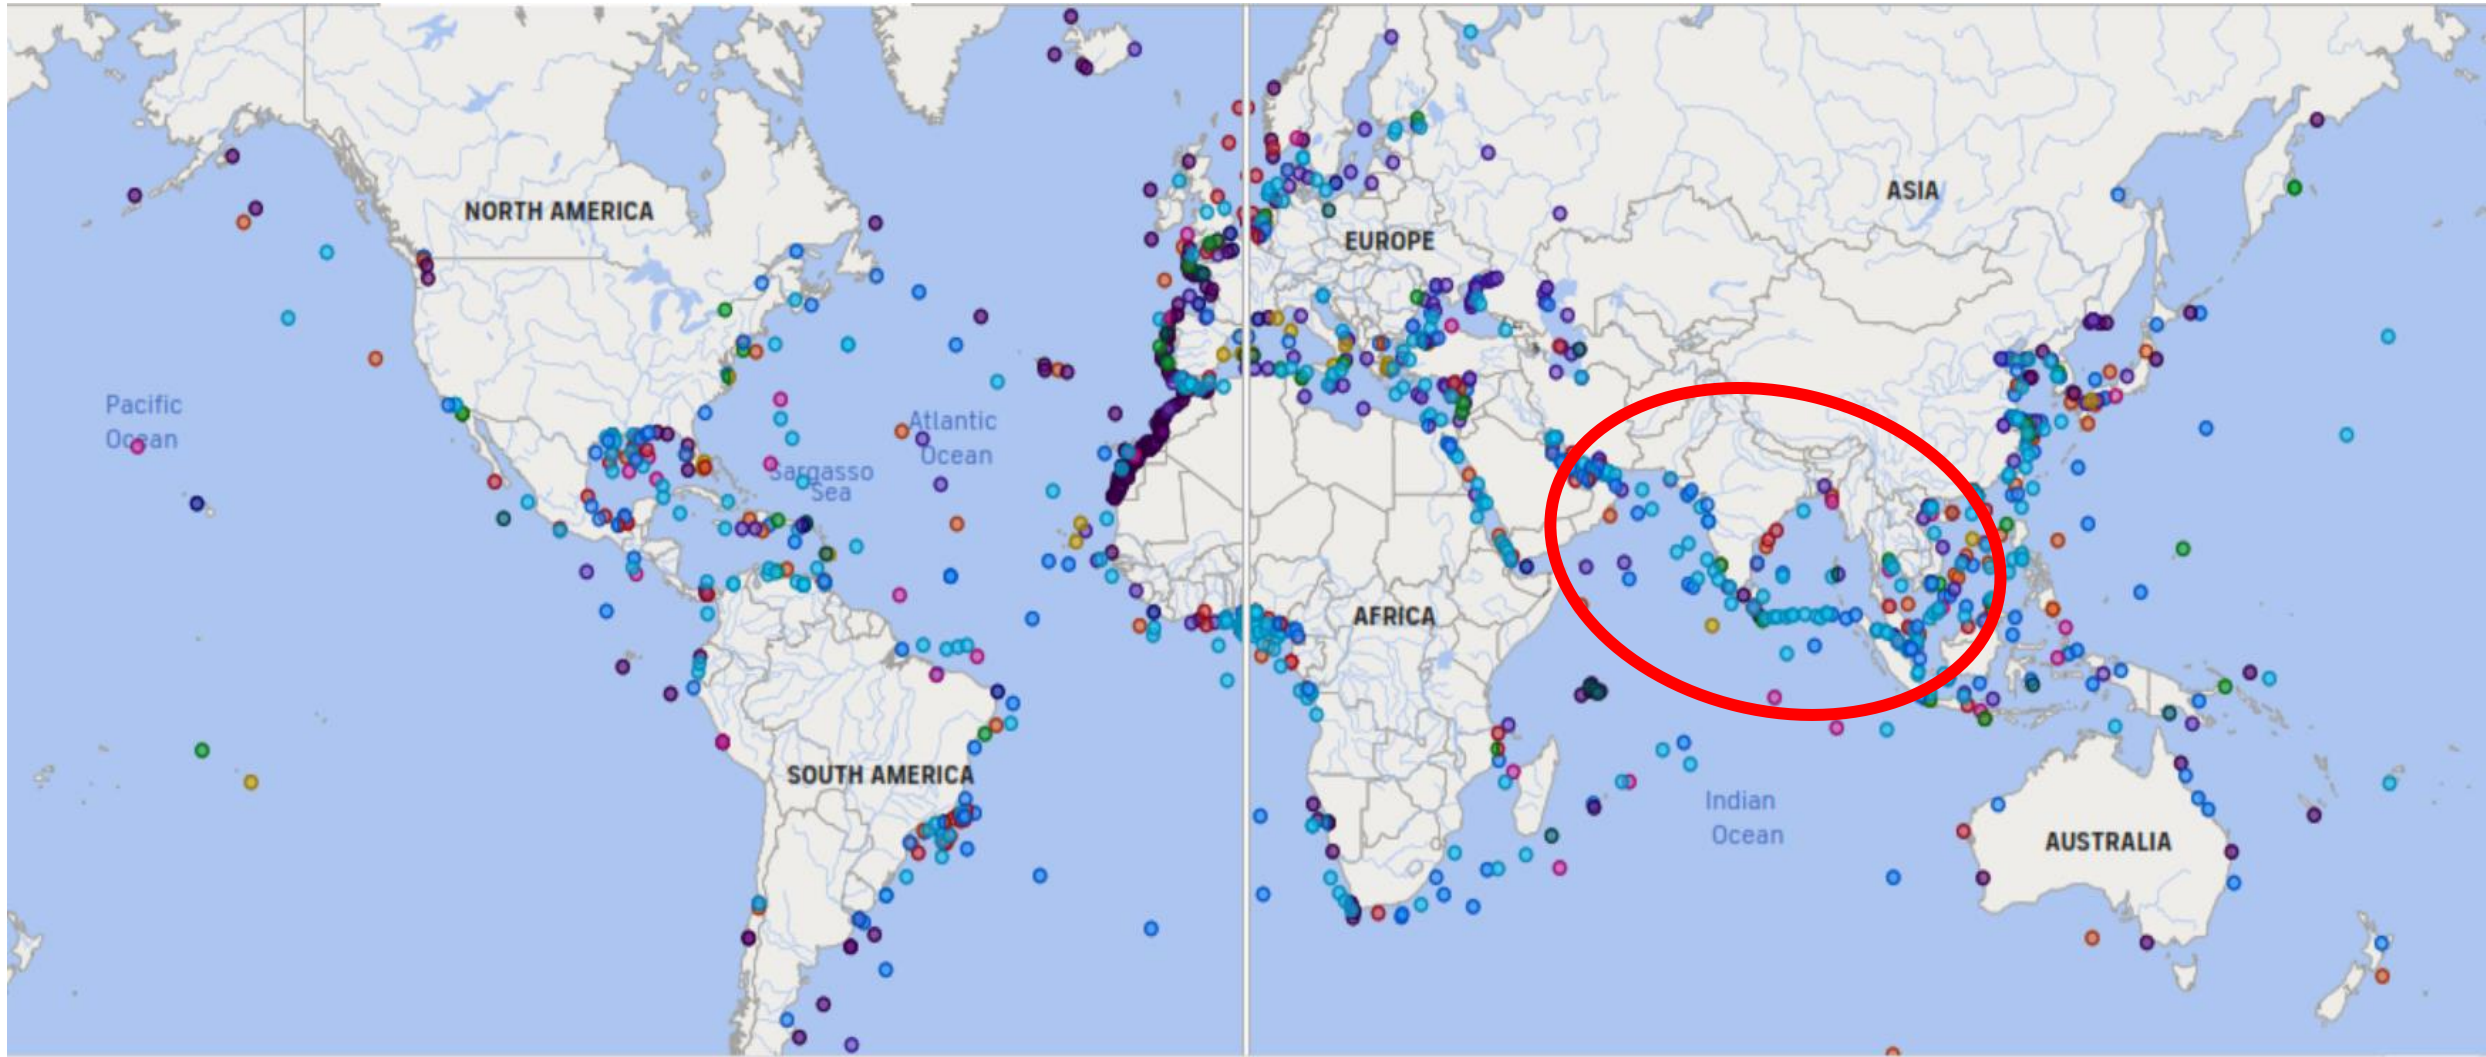 NORTH AMERICA
ASIA
EUROPE
Pacific
Ocean
Atlantic
Ocean
Sargasso
Sea
AFRICA
SOUTH AMERICA
Indian
Ocean
AUSTRALIA